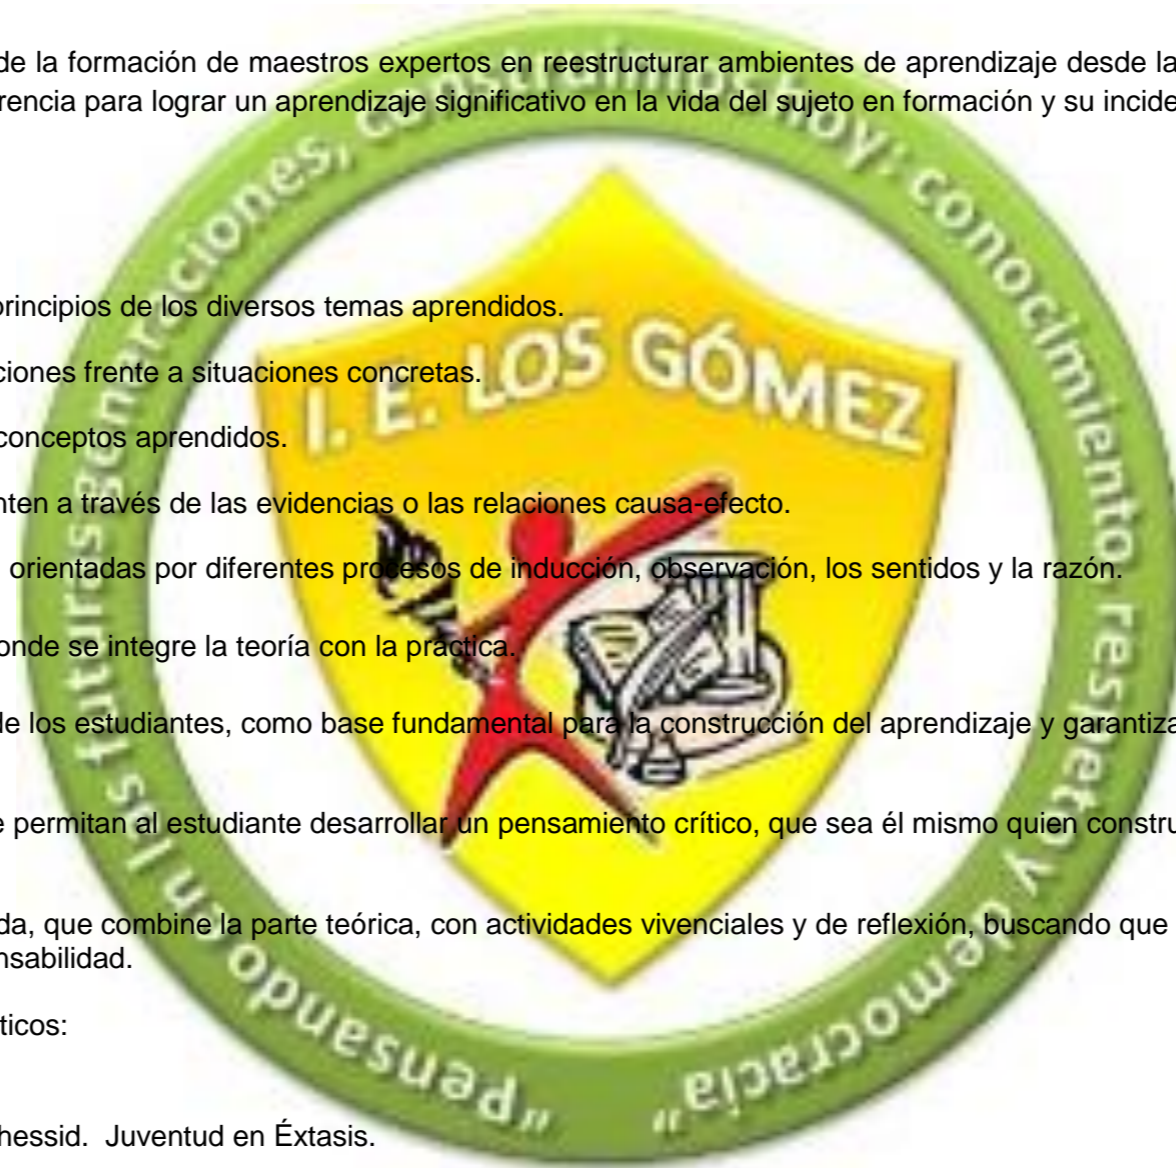 de la formación de maestros expertos en reestructurar ambientes de aprendizaje desde la
rencia para lograr un aprendizaje significativo en la vida del sujeto en formación y su incide
principios de los diversos temas aprendidos.
ciones frente a situaciones concretas.
conceptos aprendidos.
nten a través de las evidencias o las relaciones causa-efecto.
orientadas por diferentes procesos de inducción, observación, los sentidos y la razón.
onde se integre la teoría con la práctica.
de los estudiantes, como base fundamental para la construcción del aprendizaje y garantiza
e permitan al estudiante desarrollar un pensamiento crítico, que sea él mismo quien constru
da, que combine la parte teórica, con actividades vivenciales y de reflexión, buscando que
nsabilidad.
ticos:
hessid. Juventud en Éxtasis.
I. E. LOS GÓMEZ
"pensando en las futuras generaciones, hoy: conocimiento, respeto y democracia"